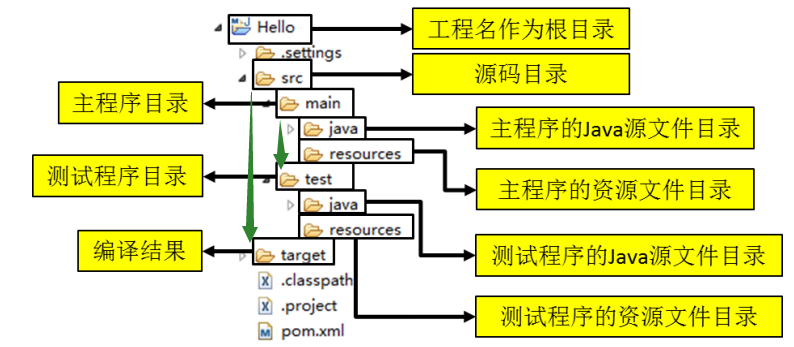 Hello
工程名作为根目录
.settings
src
源码目录
主程序目录
main
java
主程序的Java源文件目录
resources
主程序的资源文件目录
测试程序目录
test
java
测试程序的Java源文件目录
resources
测试程序的资源文件目录
编译结果
target
.classpath
.project
pom.xml